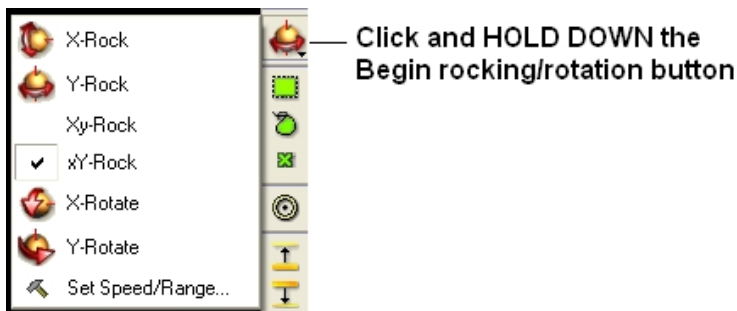 X-Rock
Y-Rock
Xy-Rock
xY-Rock
X-Rotate
Y-Rotate
Set Speed/Range...
Click and HOLD DOWN the
Begin rocking/rotation button